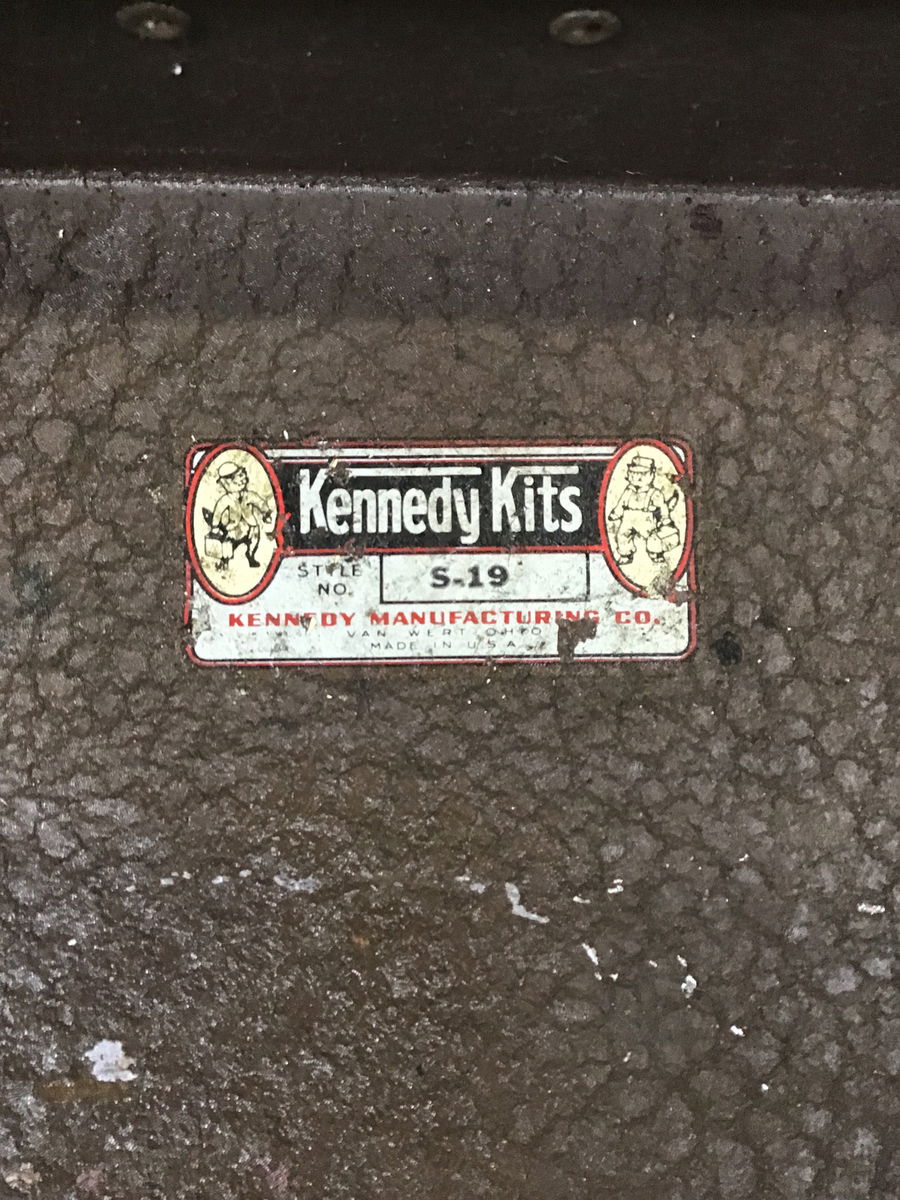 Kennedy Kits
STYLE
NO.
S-19
KENNEDY MANUFACTURING CO.
VAN WERT OHIO
MADE IN U.S.A.